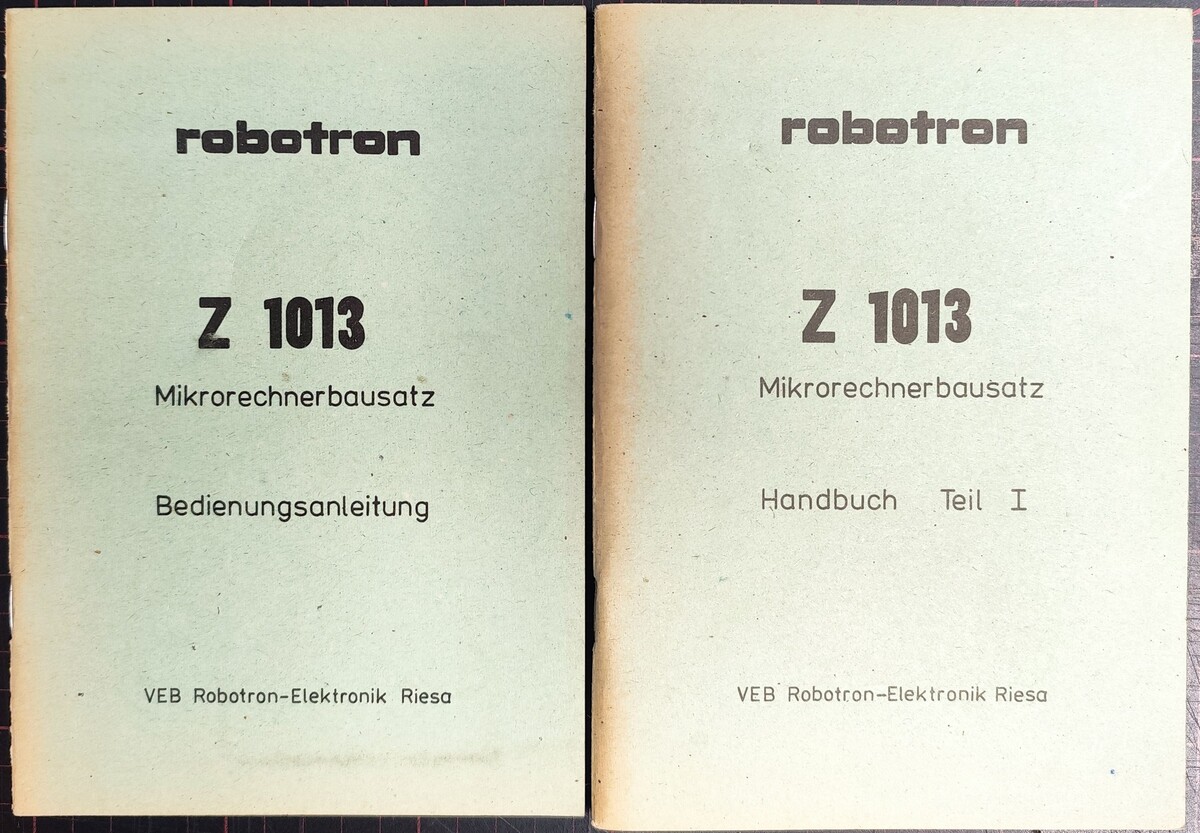 robotron
Z 1013
Mikrorechnerbausatz
Bedienungsanleitung
VEB Robotron-Elektronik Riesa
robotron
Z 1013
Mikrorechnerbausatz
Handbuch Teil I
VEB Robotron-Elektronik Riesa